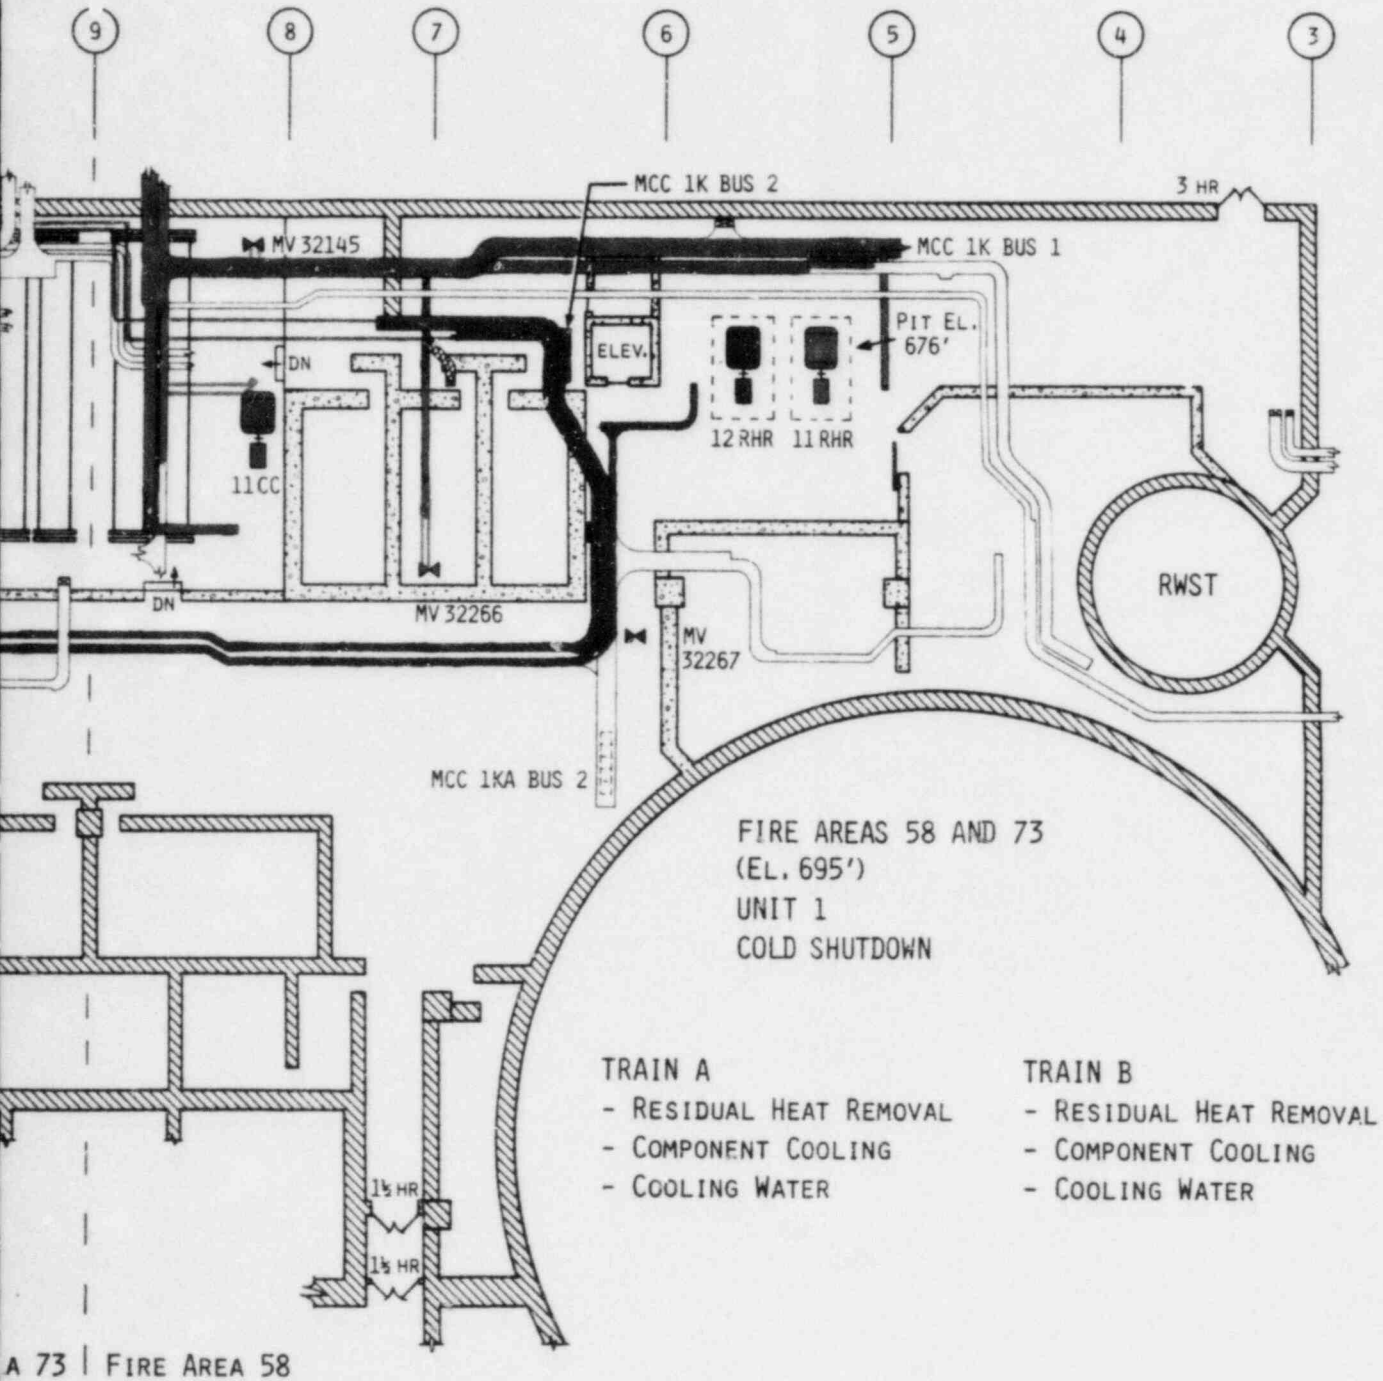 9 8 7 6 5 4 3
MCC 1K BUS 2
3 HR
MV 32145
MCC 1K BUS 1
PIT EL.
676'
ELEV.
DN
12 RHR
11 RHR
11 CC
RWST
DN
MV 32266
MV
32267
MCC 1KA BUS 2
FIRE AREAS 58 AND 73
(EL. 695')
UNIT 1
COLD SHUTDOWN
TRAIN A
- RESIDUAL HEAT REMOVAL
- COMPONENT COOLING
- COOLING WATER
TRAIN B
- RESIDUAL HEAT REMOVAL
- COMPONENT COOLING
- COOLING WATER
1½ HR
1½ HR
A 73 | FIRE AREA 58